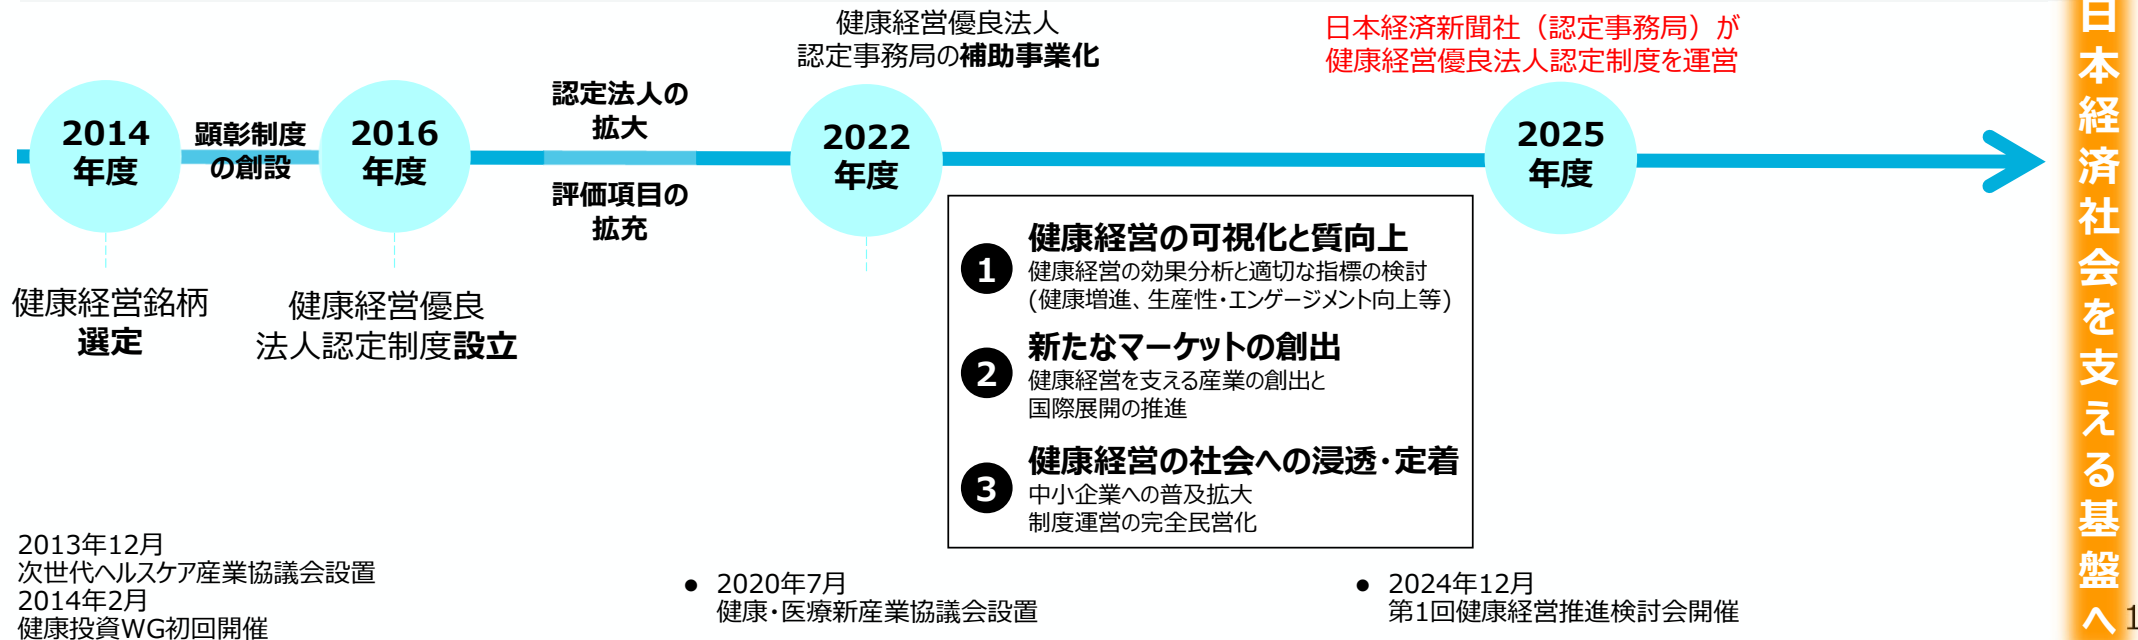 健康経営優良法人
認定事務局の補助事業化
日本経済新聞社（認定事務局）が
健康経営優良法人認定制度を運営
2014
年度
顕彰制度
の創設
2016
年度
認定法人の
拡大
評価項目の
拡充
2022
年度
2025
年度
健康経営銘柄
選定
健康経営優良
法人認定制度設立
1
健康経営の可視化と質向上
健康経営の効果分析と適切な指標の検討
(健康増進、生産性・エンゲージメント向上等)
2
新たなマーケットの創出
健康経営を支える産業の創出と
国際展開の推進
3
健康経営の社会への浸透・定着
中小企業への普及拡大
制度運営の完全民営化
2013年12月
次世代ヘルスケア産業協議会設置
2014年2月
健康投資WG初回開催
● 2020年7月
健康・医療新産業協議会設置
● 2024年12月
第1回健康経営推進検討会開催
日本経済社会を支える基盤へ
1